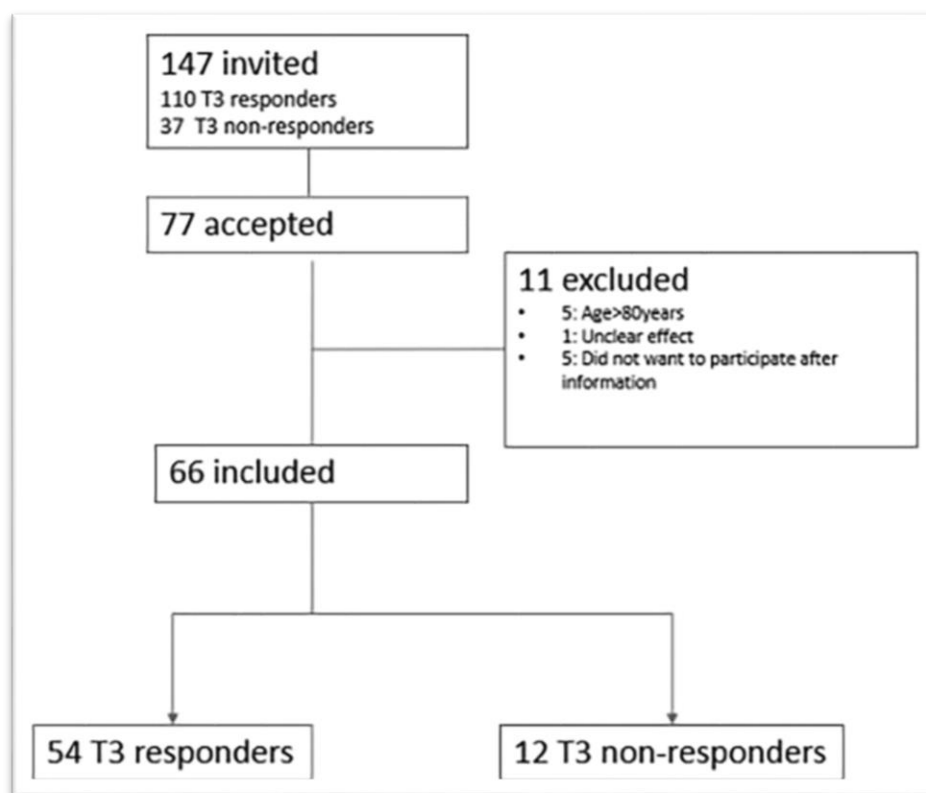 147 invited
110 T3 responders
37 T3 non-responders
77 accepted
11 excluded
• 5: Age>80years
• 1: Unclear effect
• 5: Did not want to participate after
information
66 included
54 T3 responders
12 T3 non-responders